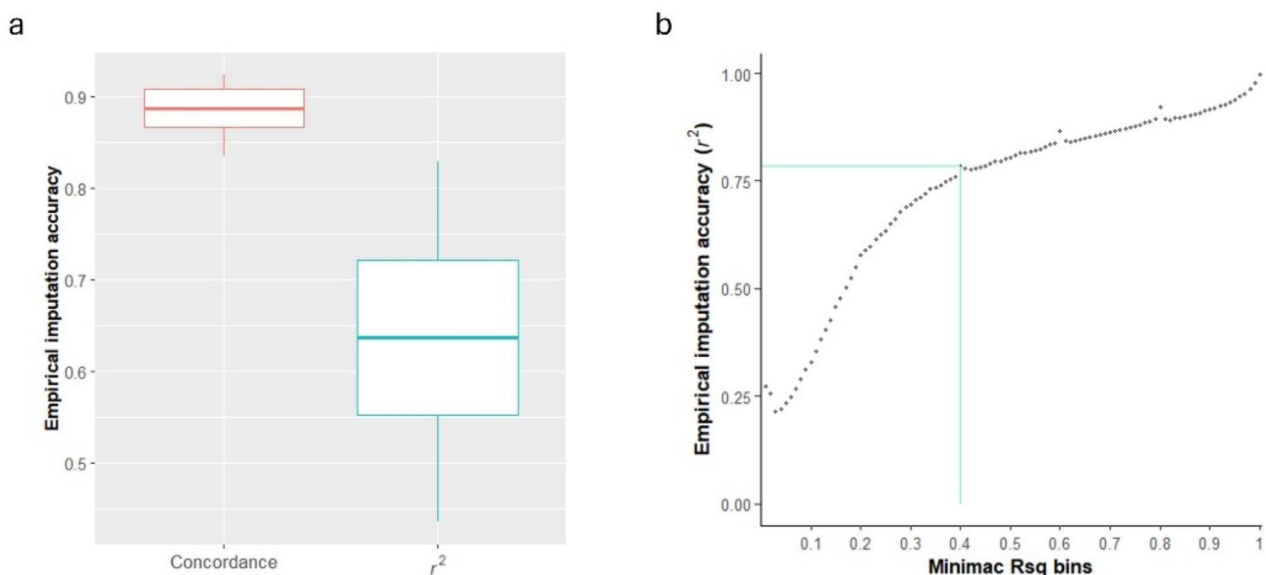 a
Empirical imputation accuracy
0.9
0.8
0.7
0.6
0.5
Concordance
r²
b
Empirical imputation accuracy (r²)
1.00
0.75
0.50
0.25
0.00
0.1 0.2 0.3 0.4 0.5 0.6 0.7 0.8 0.9 1
Minimac Rsq bins